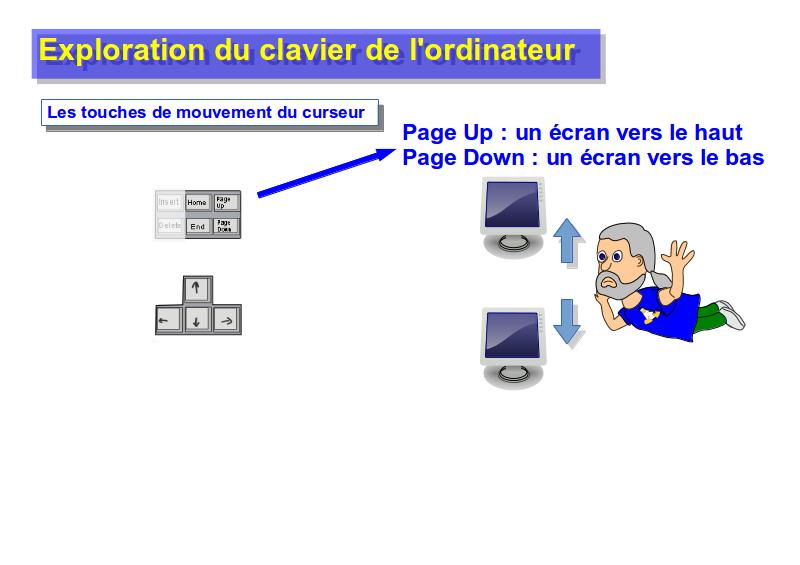 Exploration du clavier de l'ordinateur
Les touches de mouvement du curseur
Page Up : un écran vers le haut
Page Down : un écran vers le bas
Insert Home Page Up
Delete End Page Down